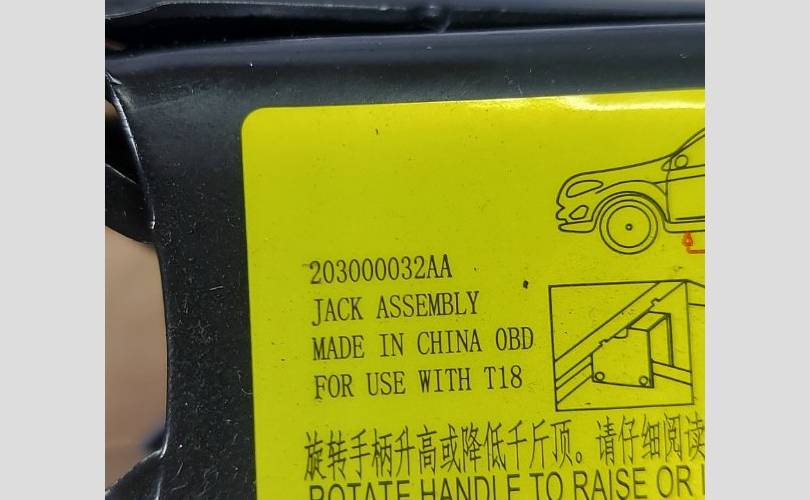 203000032AA
JACK ASSEMBLY
MADE IN CHINA OBD
FOR USE WITH T18
旋转手柄升高或降低千斤顶。请仔细阅读
ROTATE HANDLE TO RAISE OR